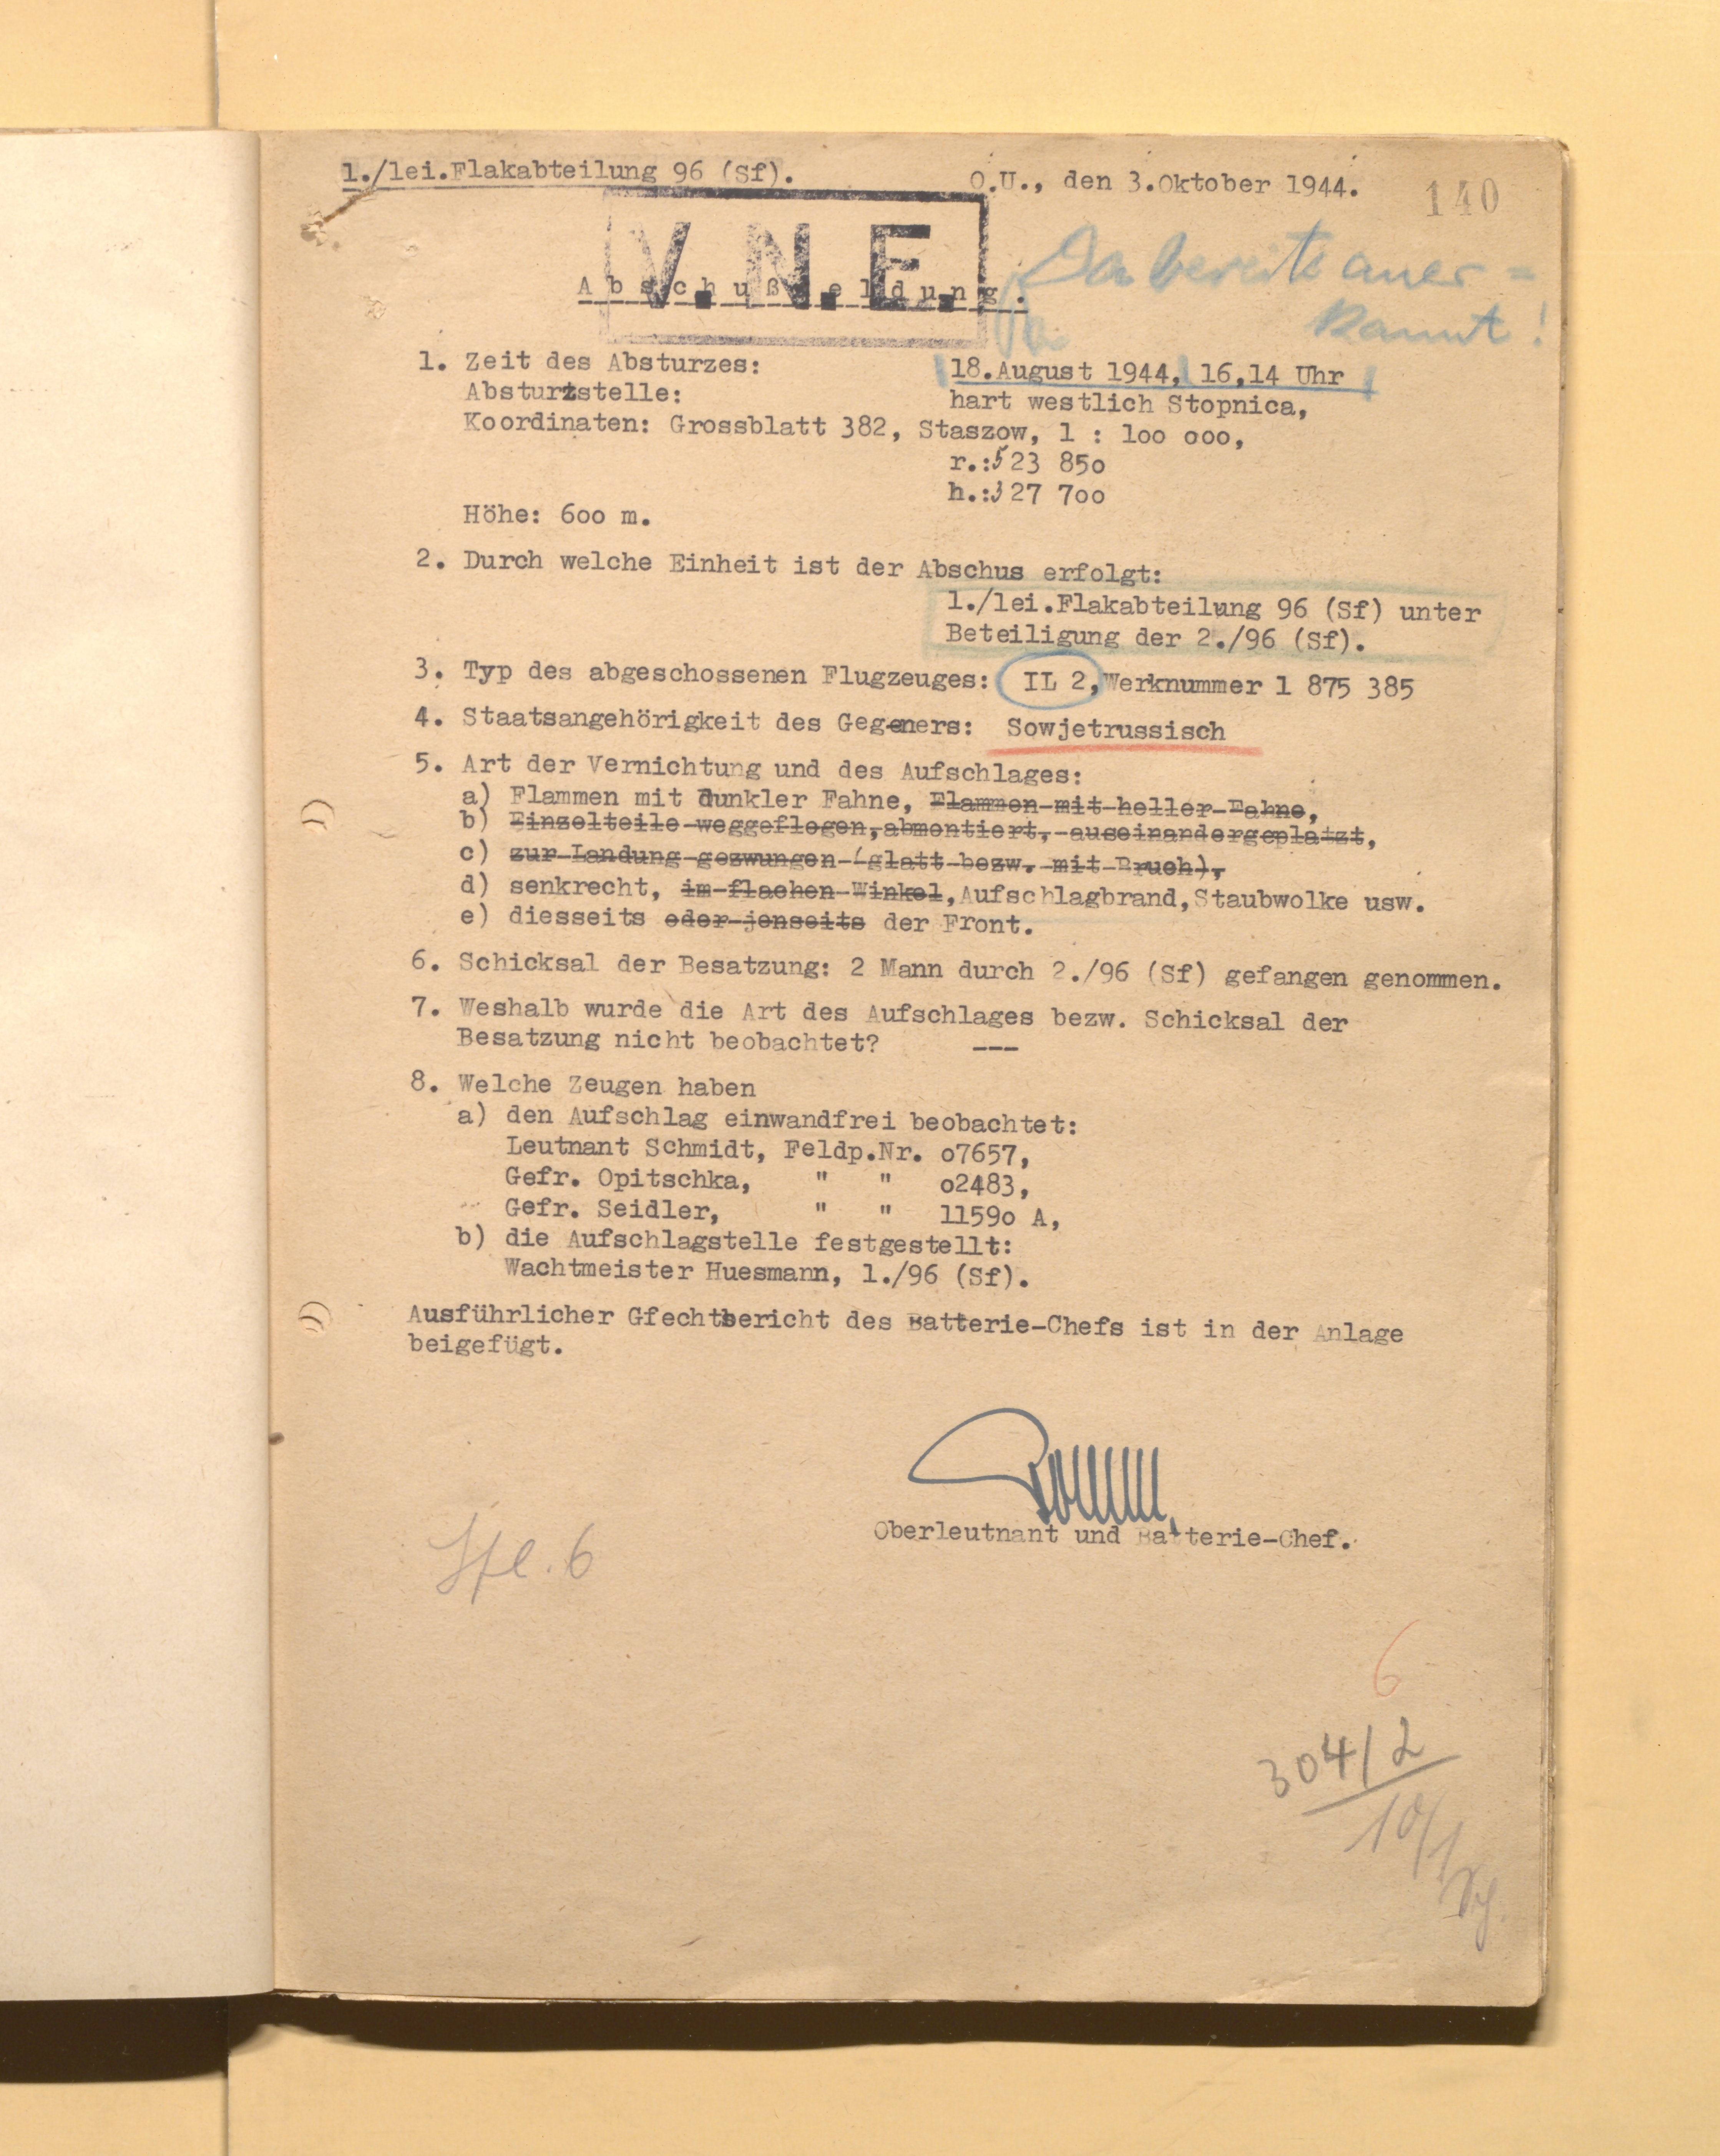 1./lei.Flakabteilung 96 (Sf).
O.U., den 3.Oktober 1944.
140
V.N.E.
Abschußmeldung.
Da bereits aner=
kannt!
1. Zeit des Absturzes: 18.August 1944, 16,14 Uhr
Absturzstelle: hart westlich Stopnica,
Koordinaten: Grossblatt 382, Staszow, 1 : 100 000,
r.:523 850
h.:327 700
Höhe: 600 m.
2. Durch welche Einheit ist der Abschus erfolgt:
1./lei.Flakabteilung 96 (Sf) unter
Beteiligung der 2./96 (Sf).
3. Typ des abgeschossenen Flugzeuges: IL 2,Werknummer 1 875 385
4. Staatsangehörigkeit des Gegeners: Sowjetrussisch
5. Art der Vernichtung und des Aufschlages:
a) Flammen mit dunkler Fahne, Flammen mit heller Fahne,
b) Einzelteile weggeflogen,abmontiert, auseinandergeplatzt,
c) zur Landung gezwungen (glatt bezw. mit Bruch),
d) senkrecht, im flachen Winkel,Aufschlagbrand,Staubwolke usw.
e) diesseits oder jenseits der Front.
6. Schicksal der Besatzung: 2 Mann durch 2./96 (Sf) gefangen genommen.
7. Weshalb wurde die Art des Aufschlages bezw. Schicksal der
Besatzung nicht beobachtet? ---
8. Welche Zeugen haben
a) den Aufschlag einwandfrei beobachtet:
Leutnant Schmidt, Feldp.Nr. 07657,
Gefr. Opitschka, " " 02483,
Gefr. Seidler, " " 11590 A,
b) die Aufschlagstelle festgestellt:
Wachtmeister Huesmann, 1./96 (Sf).
Ausführlicher Gfechtsbericht des Batterie-Chefs ist in der Anlage
beigefügt.
Oberleutnant und Batterie-Chef.
6
304/2
10/1